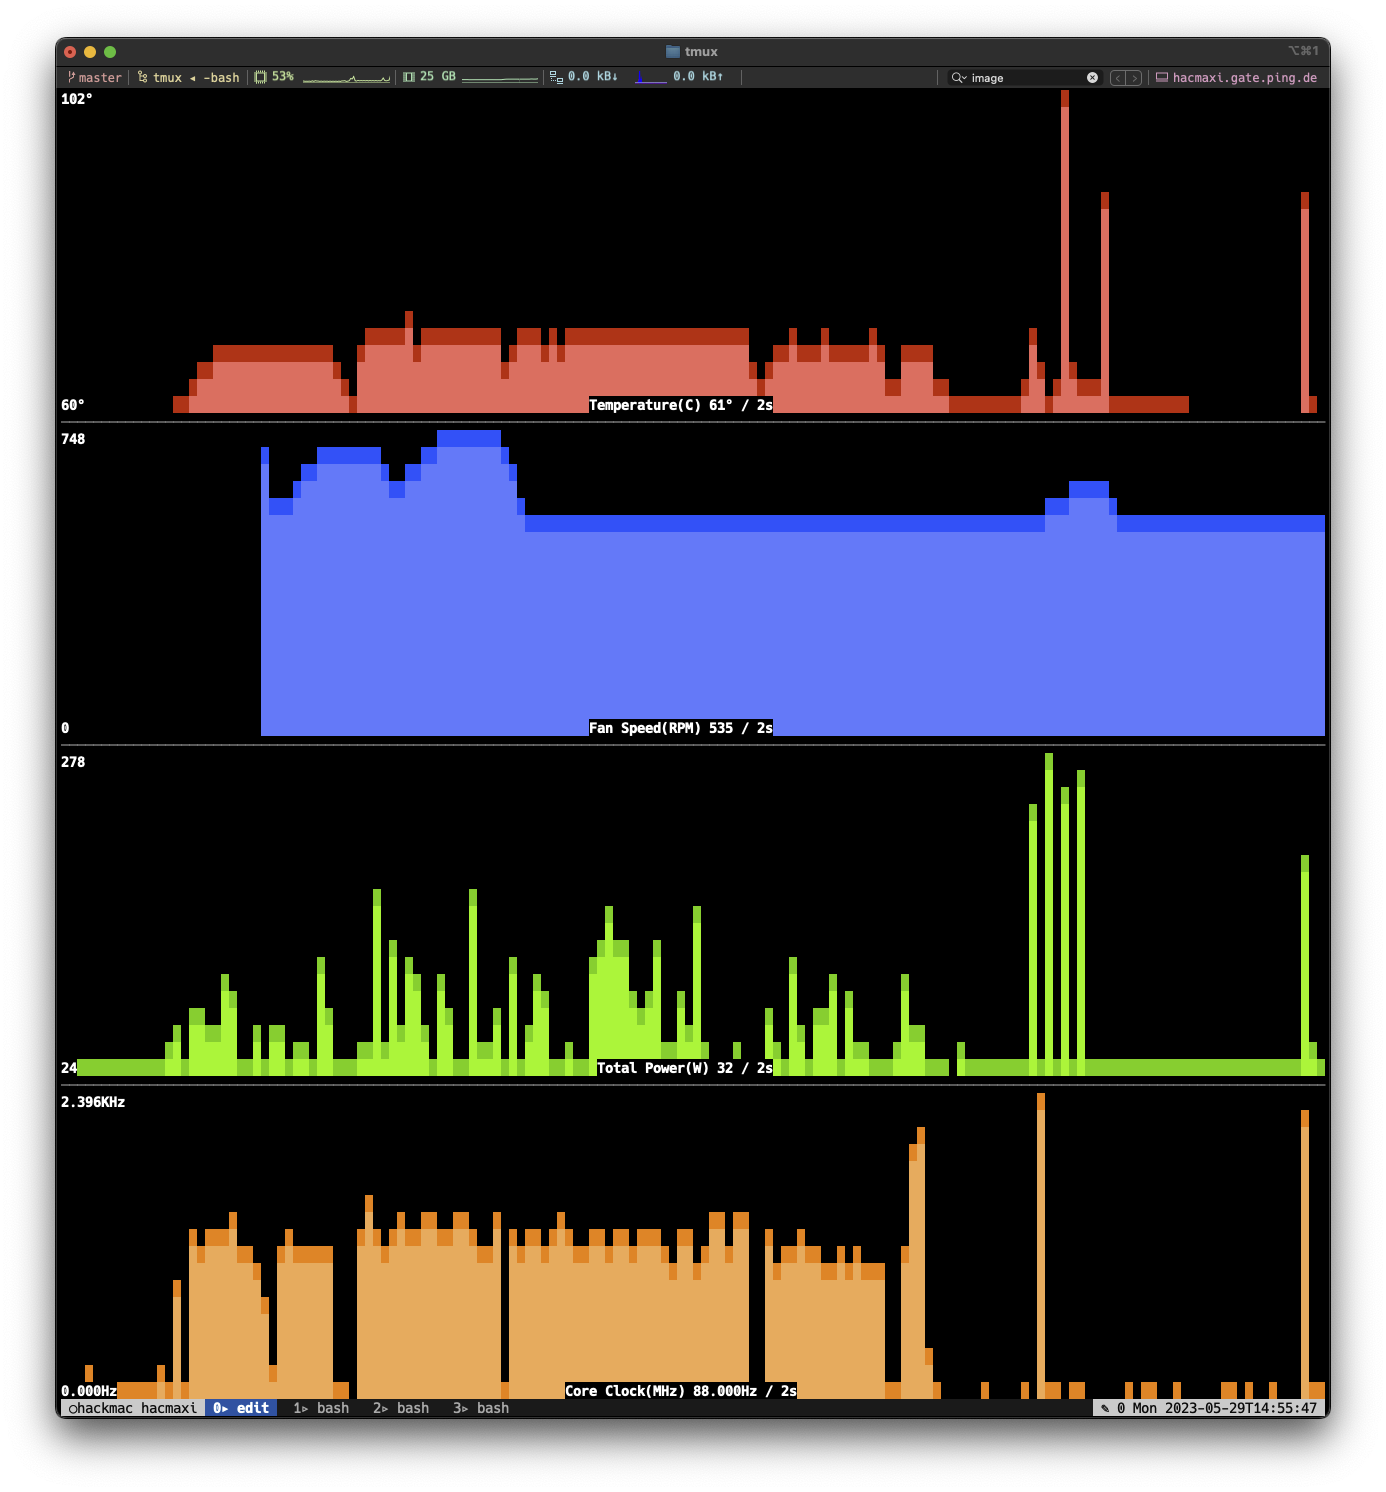 tmux
⌥⌘1
master tmux ◂ -bash 53% 25 GB 0.0 kB↓ 0.0 kB↑ image hacmaxi.gate.ping.de
102°
60° Temperature(C) 61° / 2s
748
0 Fan Speed(RPM) 535 / 2s
278
24 Total Power(W) 32 / 2s
2.396KHz
0.000Hz Core Clock(MHz) 88.000Hz / 2s
○hackmac hacmaxi 0▸ edit 1▹ bash 2▹ bash 3▹ bash ✎ 0 Mon 2023-05-29T14:55:47